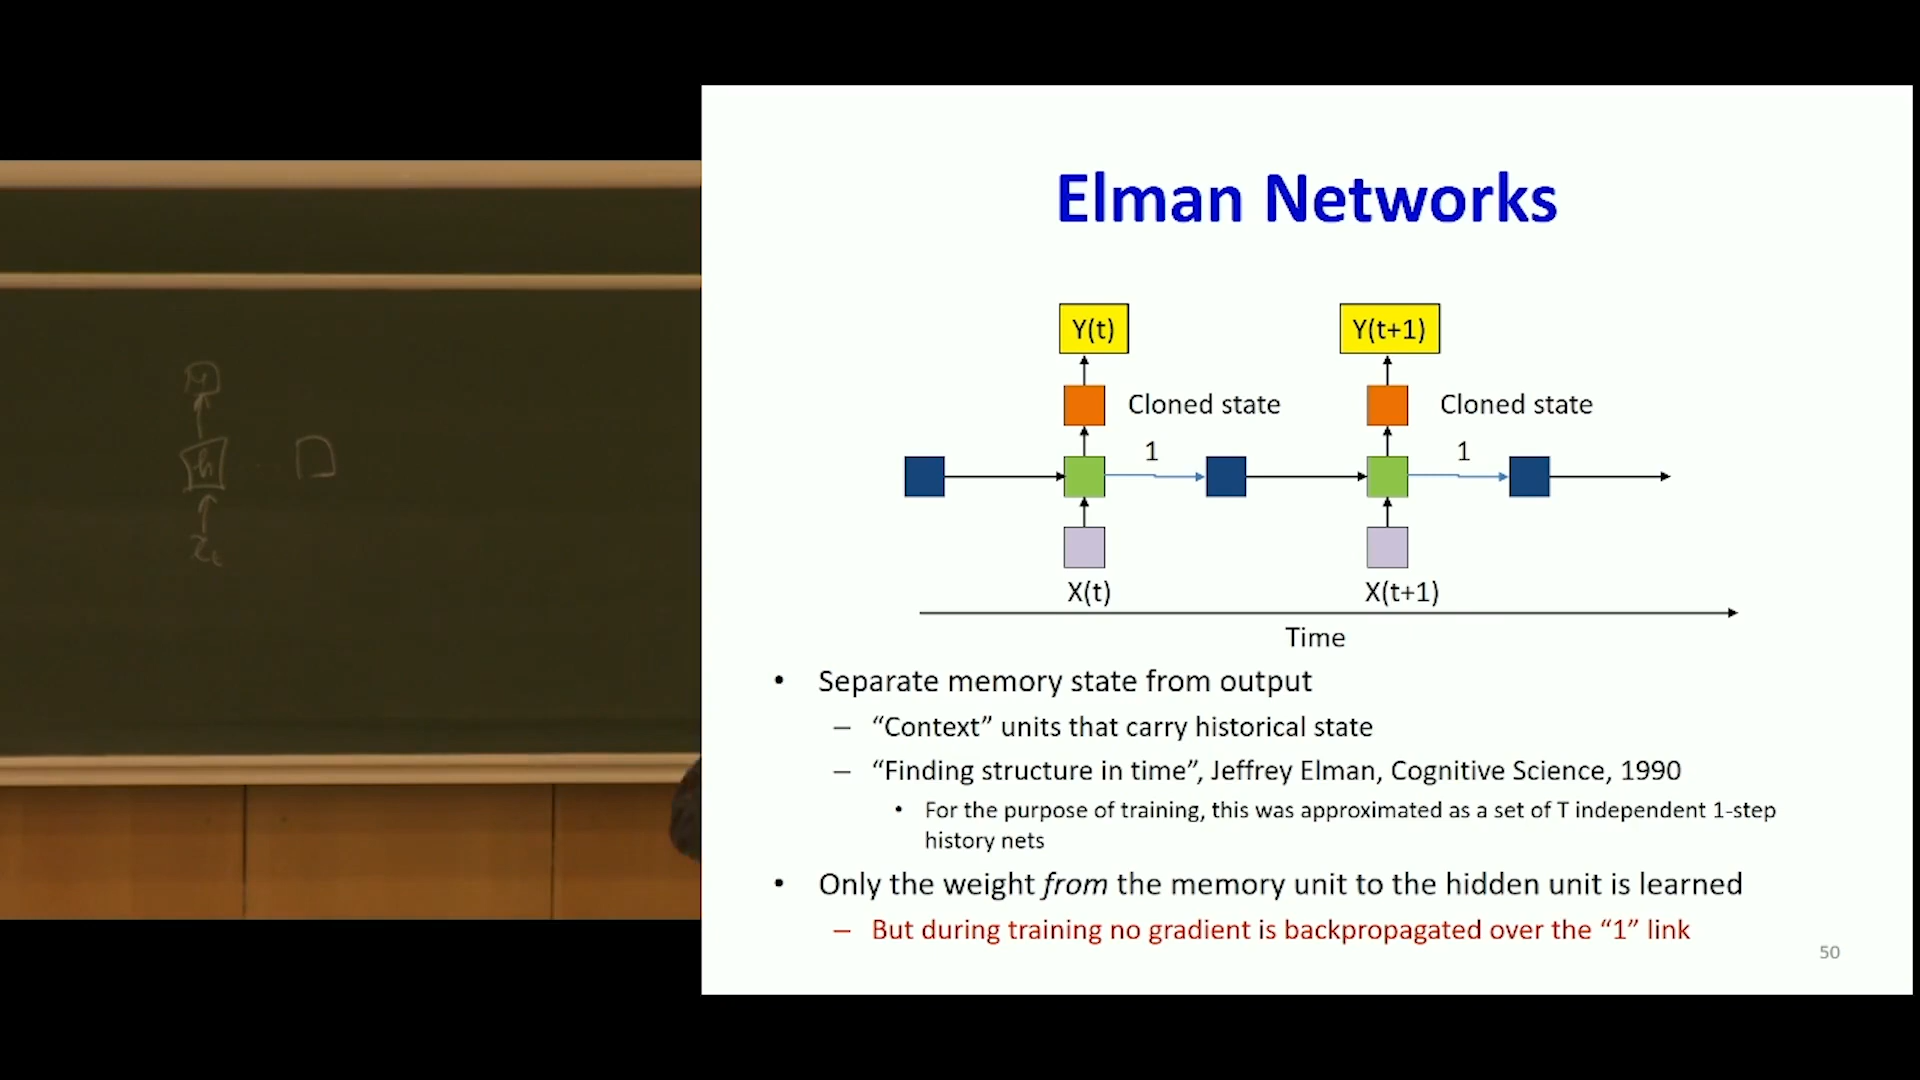 h
Elman Networks
Y(t) Y(t+1)
Cloned state Cloned state
1 1
X(t) X(t+1)
Time
• Separate memory state from output
– “Context” units that carry historical state
– “Finding structure in time”, Jeffrey Elman, Cognitive Science, 1990
• For the purpose of training, this was approximated as a set of T independent 1-step
history nets
• Only the weight from the memory unit to the hidden unit is learned
– But during training no gradient is backpropagated over the “1” link
50